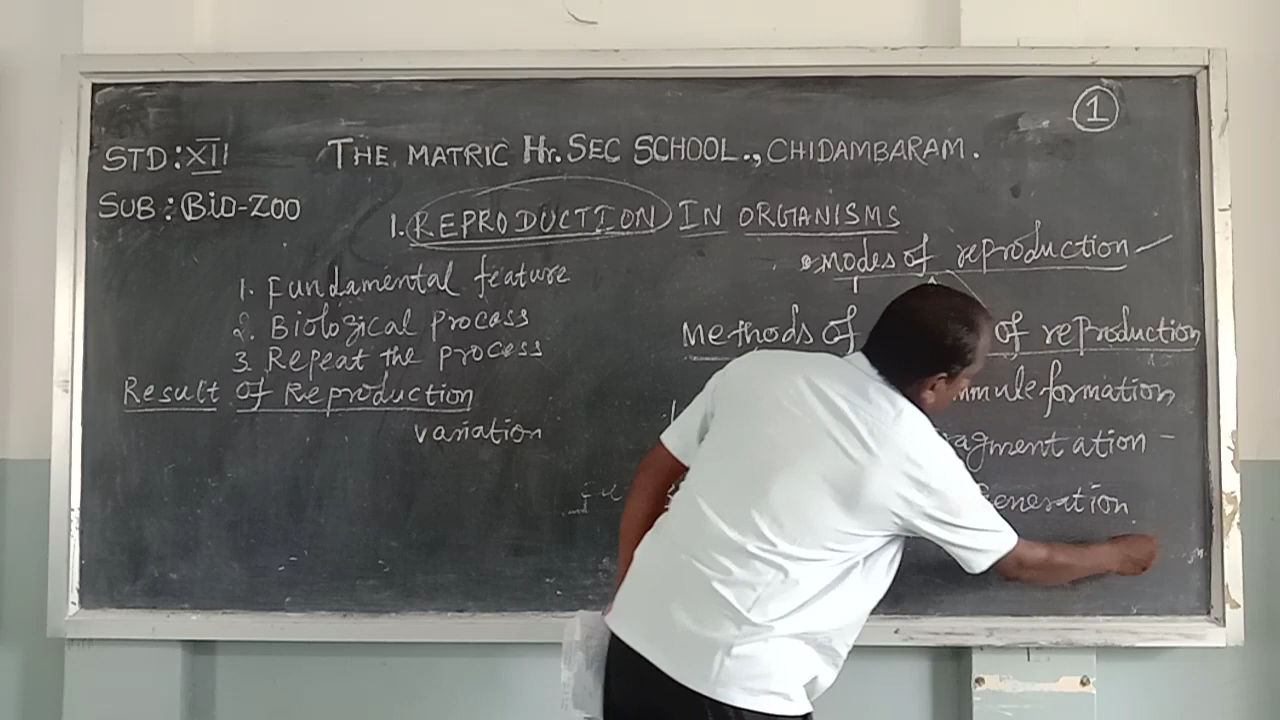 1
STD: XII
THE MATRIC Hr. SEC SCHOOL., CHIDAMBARAM.
SUB: BIO-ZOO
1. REPRODUCTION IN ORGANISMS
modes of reproduction
1. Fundamental feature
2. Biological process
3. Repeat the process
Result of Reproduction
variation
Methods of
of reproduction
mmule formation
agment ation -
eneration